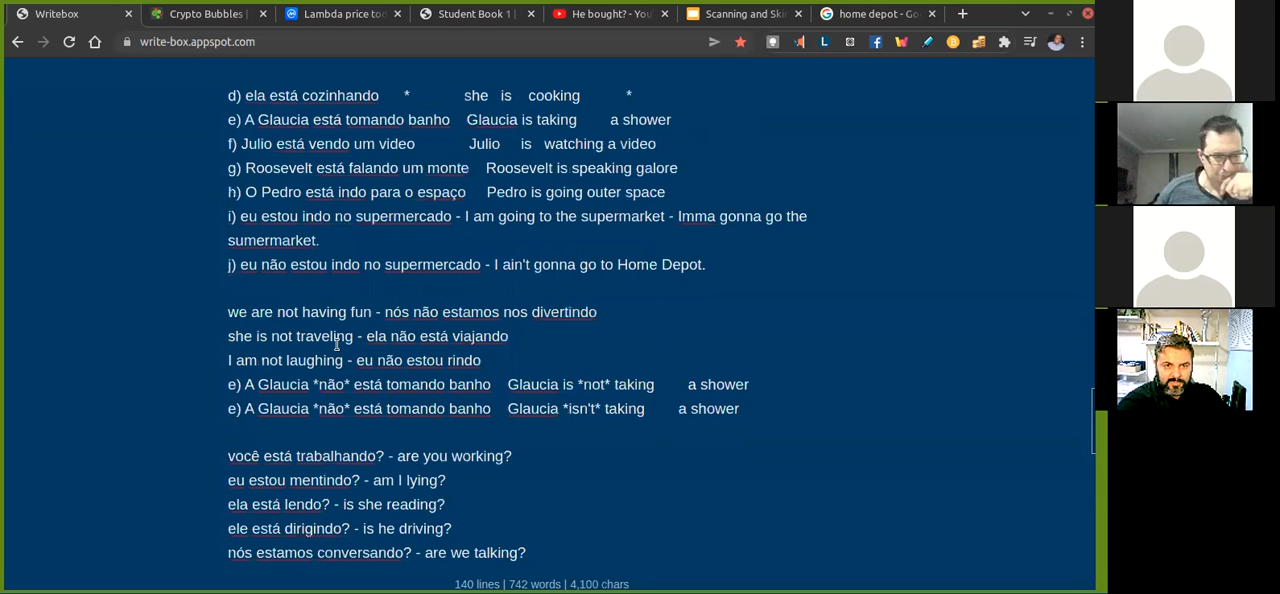 Writebox
Crypto Bubbles
Lambda price to
Student Book 1
He bought? - You
Scanning and Ski
home depot - Go
write-box.appspot.com
d) ela está cozinhando * she is cooking *
e) A Glaucia está tomando banho Glaucia is taking a shower
f) Julio está vendo um video Julio is watching a video
g) Roosevelt está falando um monte Roosevelt is speaking galore
h) O Pedro está indo para o espaço Pedro is going outer space
i) eu estou indo no supermercado - I am going to the supermarket - Imma gonna go the
sumermarket.
j) eu não estou indo no supermercado - I ain't gonna go to Home Depot.
we are not having fun - nós não estamos nos divertindo
she is not traveling - ela não está viajando
I am not laughing - eu não estou rindo
e) A Glaucia *não* está tomando banho Glaucia is *not* taking a shower
e) A Glaucia *não* está tomando banho Glaucia *isn't* taking a shower
você está trabalhando? - are you working?
eu estou mentindo? - am I lying?
ela está lendo? - is she reading?
ele está dirigindo? - is he driving?
nós estamos conversando? - are we talking?
140 lines | 742 words | 4,100 chars